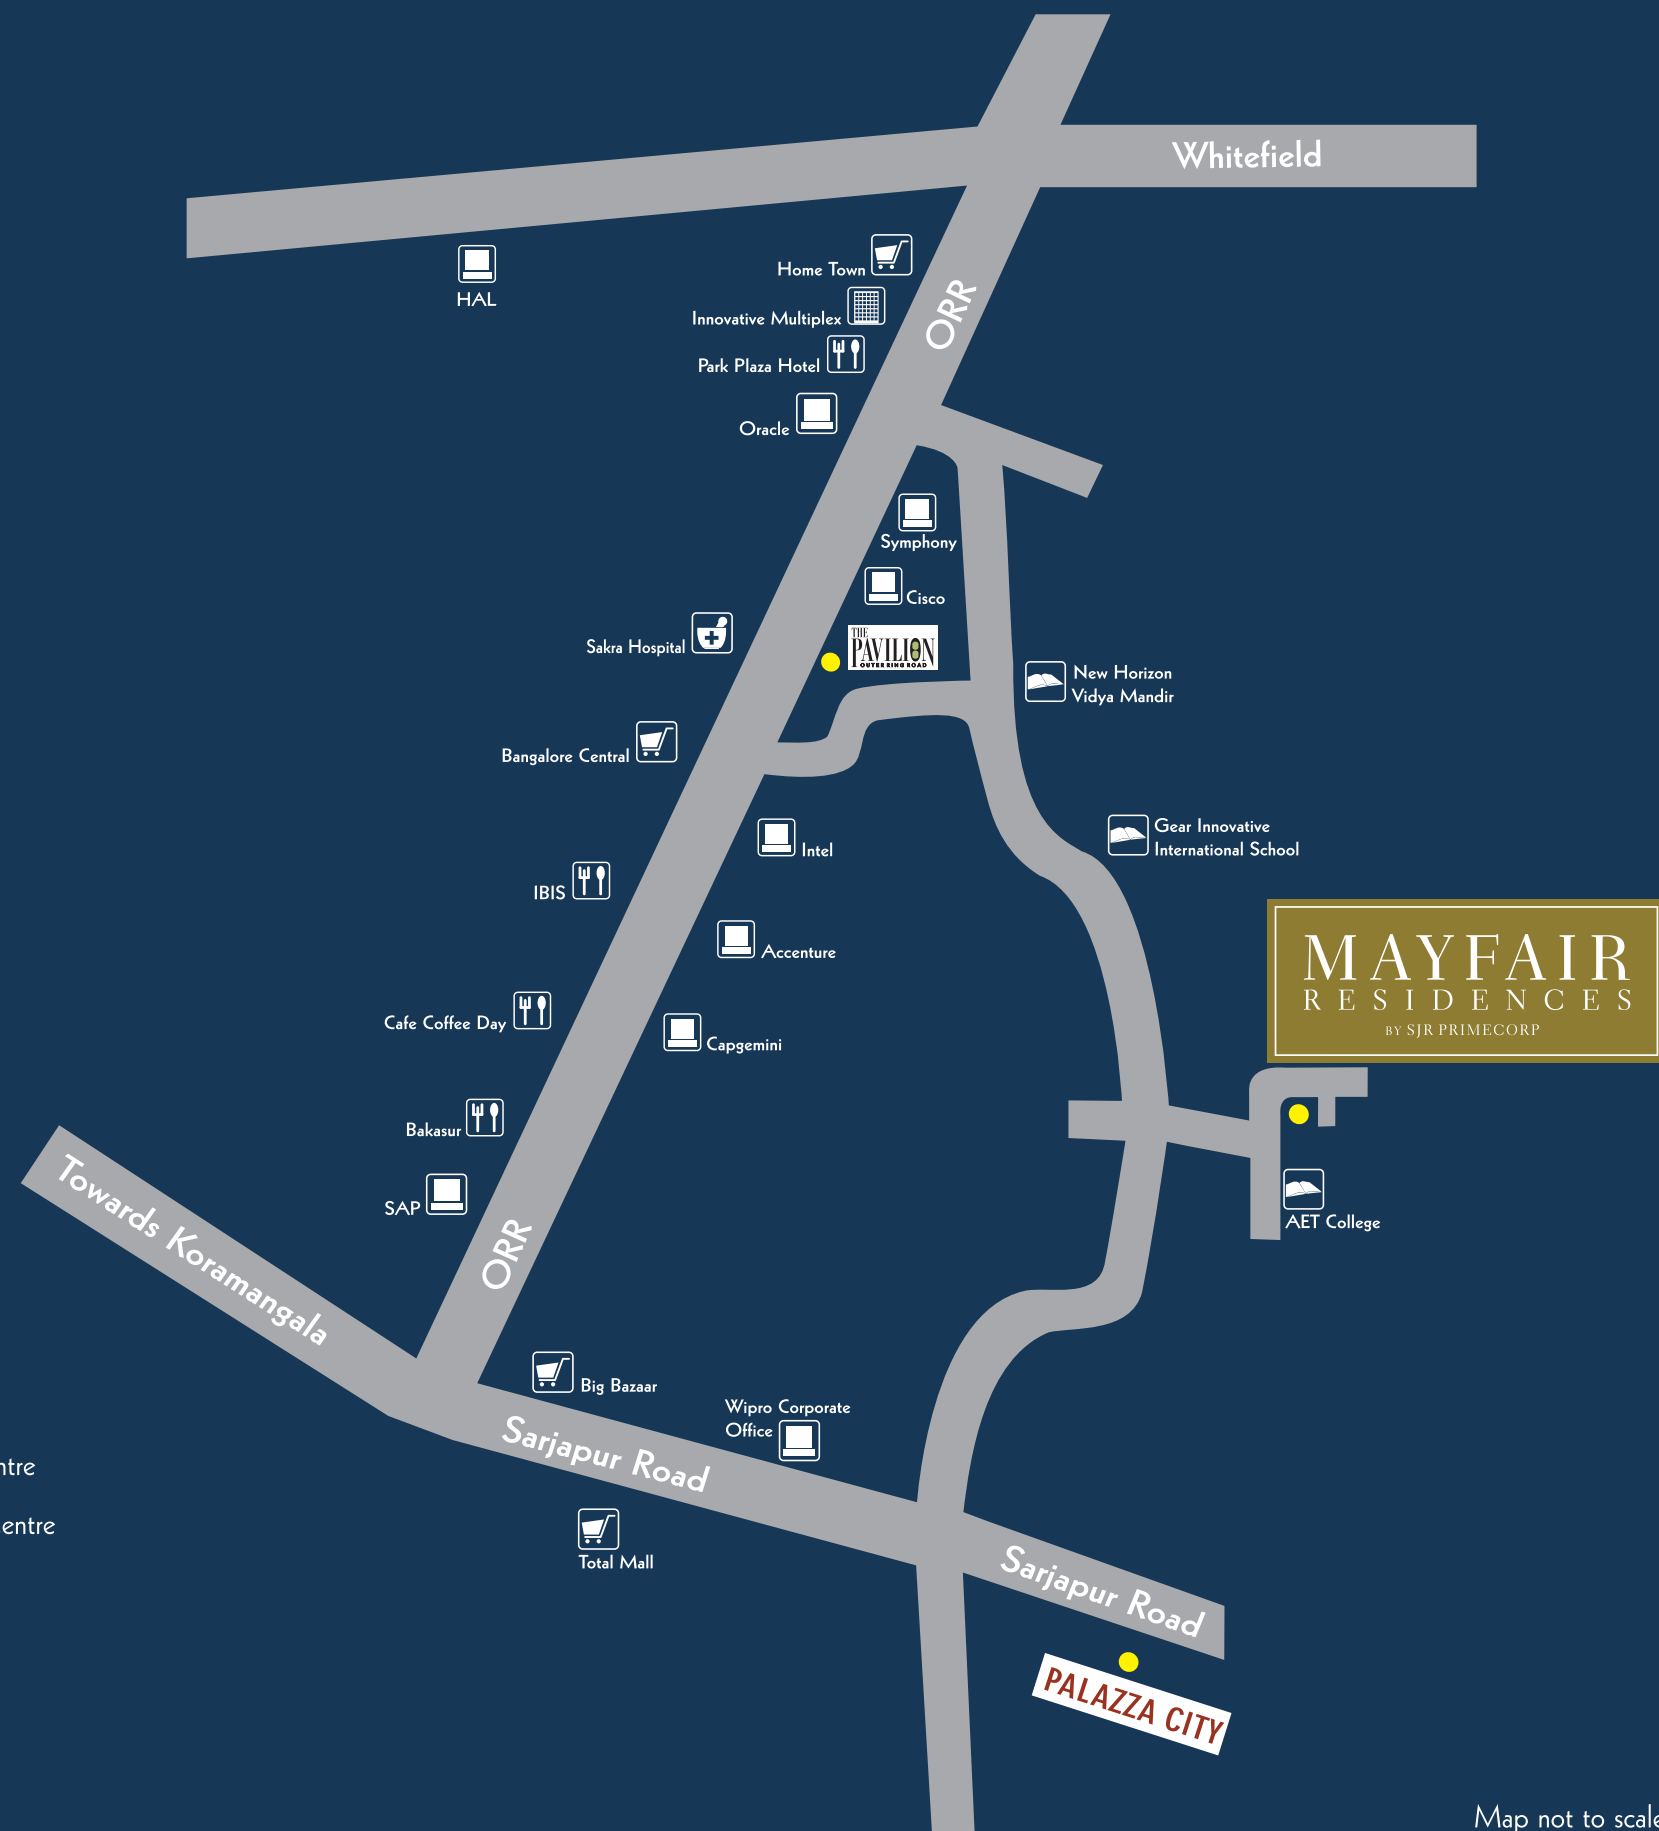 Whitefield
Home Town
HAL
ORR
Innovative Multiplex
Park Plaza Hotel
Oracle
Symphony
Cisco
THE
PAVILION
OUTER RING ROAD
Sakra Hospital
New Horizon
Vidya Mandir
Bangalore Central
Gear Innovative
International School
Intel
IBIS
Accenture
MAYFAIR
RESIDENCES
BY SJR PRIMECORP
Cafe Coffee Day
Capgemini
Bakasur
Towards Koramangala
SAP
AET College
ORR
Big Bazaar
Wipro Corporate
Office
Sarjapur Road
ntre
entre
Total Mall
Sarjapur Road
PALAZZA CITY
Map not to scale